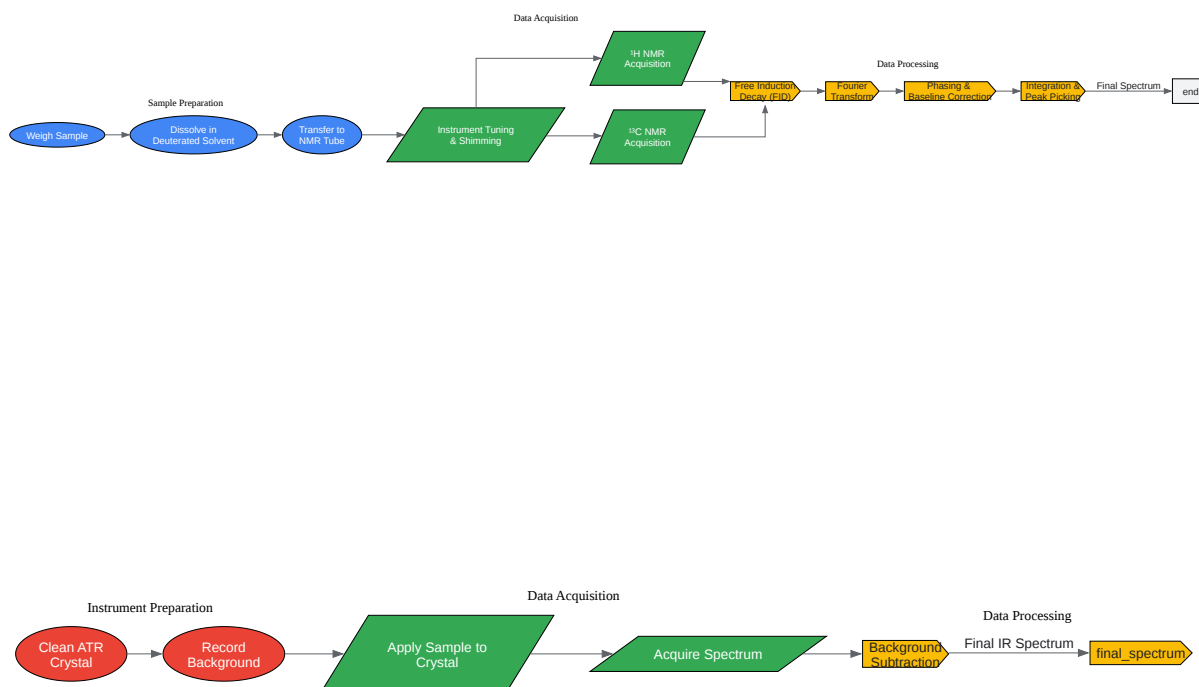 Data Acquisition
¹H NMR
Acquisition
Data Processing
Free Induction
Decay (FID)
Fourier
Transform
Phasing &
Baseline Correction
Integration &
Peak Picking
Final Spectrum
end
Sample Preparation
Weigh Sample
Dissolve in
Deuterated Solvent
Transfer to
NMR Tube
Instrument Tuning
& Shimming
¹³C NMR
Acquisition
Instrument Preparation
Clean ATR
Crystal
Record
Background
Data Acquisition
Apply Sample to
Crystal
Acquire Spectrum
Data Processing
Background
Subtraction
Final IR Spectrum
final_spectrum